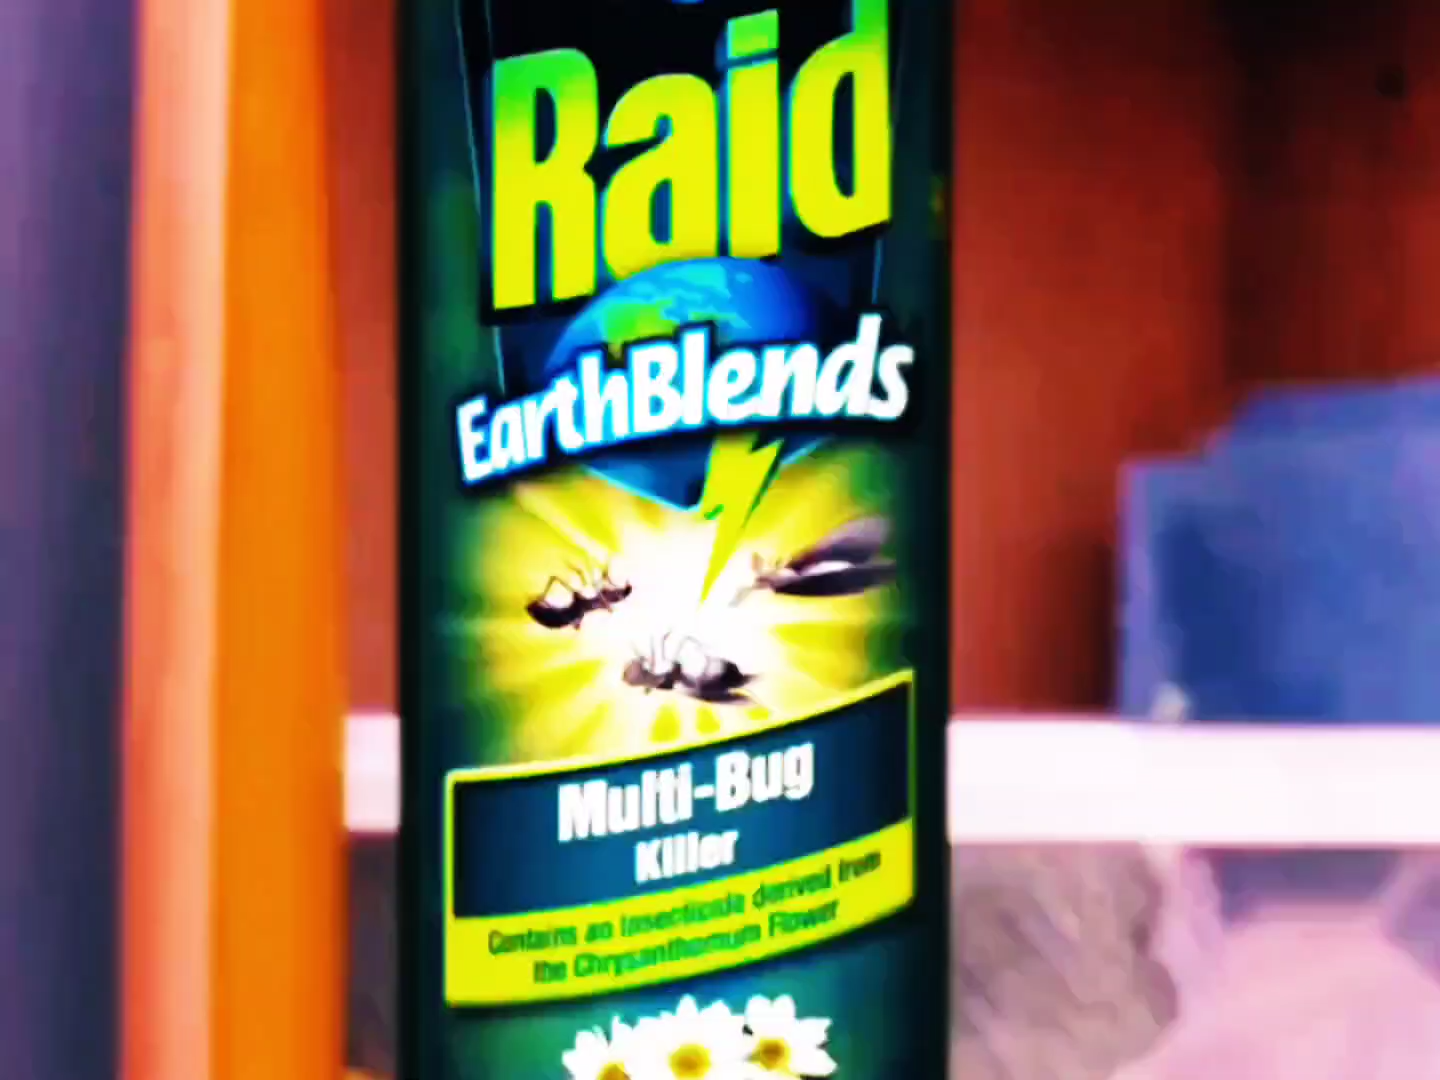 Raid
EarthBlends
Multi-Bug
Killer
Contains an Insecticide derived from
the Chrysanthemum Flower